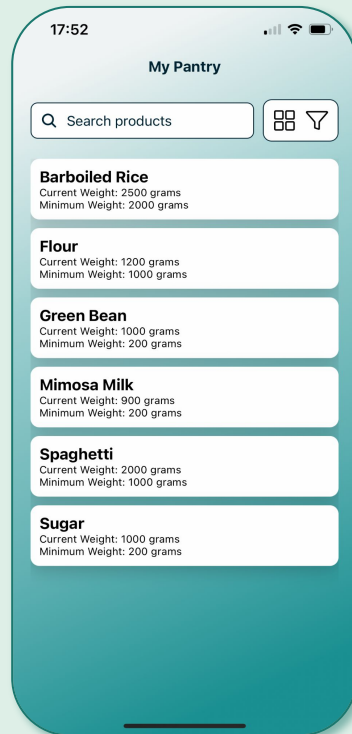 17:52
My Pantry
Search products
Barboiled Rice
Current Weight: 2500 grams
Minimum Weight: 2000 grams
Flour
Current Weight: 1200 grams
Minimum Weight: 1000 grams
Green Bean
Current Weight: 1000 grams
Minimum Weight: 200 grams
Mimosa Milk
Current Weight: 900 grams
Minimum Weight: 200 grams
Spaghetti
Current Weight: 2000 grams
Minimum Weight: 1000 grams
Sugar
Current Weight: 1000 grams
Minimum Weight: 200 grams